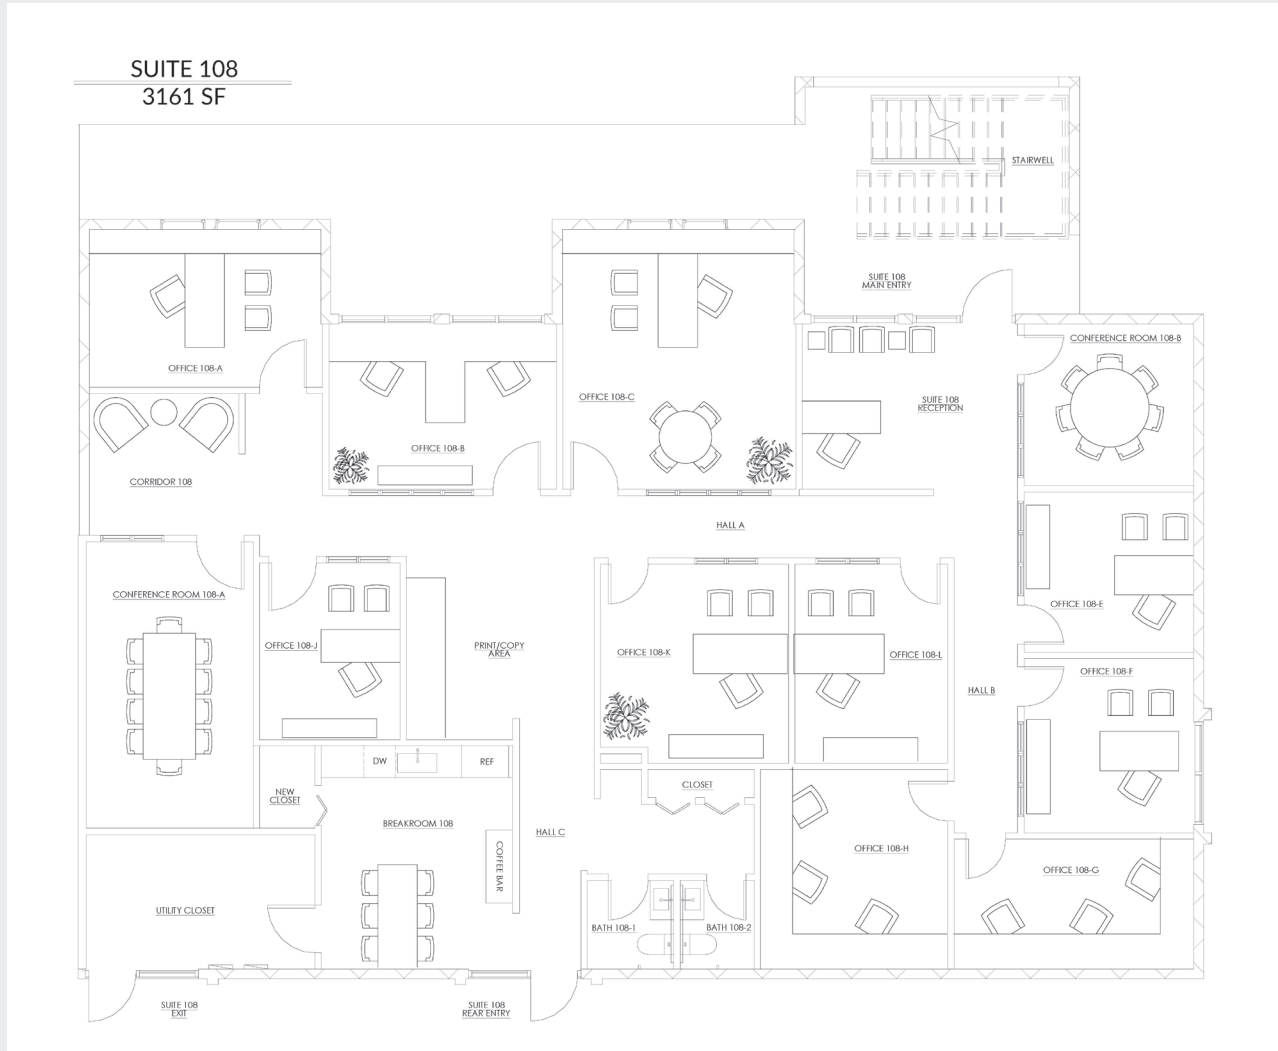 SUITE 108
3161 SF
STAIRWELL
SUITE 108
MAIN ENTRY
OFFICE 108-A
CONFERENCE ROOM 108-B
OFFICE 108-C
SUITE 108
RECEPTION
OFFICE 108-B
CORRIDOR 108
HALL A
CONFERENCE ROOM 108-A
OFFICE 108-E
OFFICE 108-J
PRINT/COPY
AREA
OFFICE 108-K
OFFICE 108-L
OFFICE 108-F
HALL B
DW
REF
CLOSET
NEW
CLOSET
BREAKROOM 108
HALL C
COFFEE BAR
OFFICE 108-H
OFFICE 108-G
UTILITY CLOSET
BATH 108-1
BATH 108-2
SUITE 108
EXIT
SUITE 108
REAR ENTRY